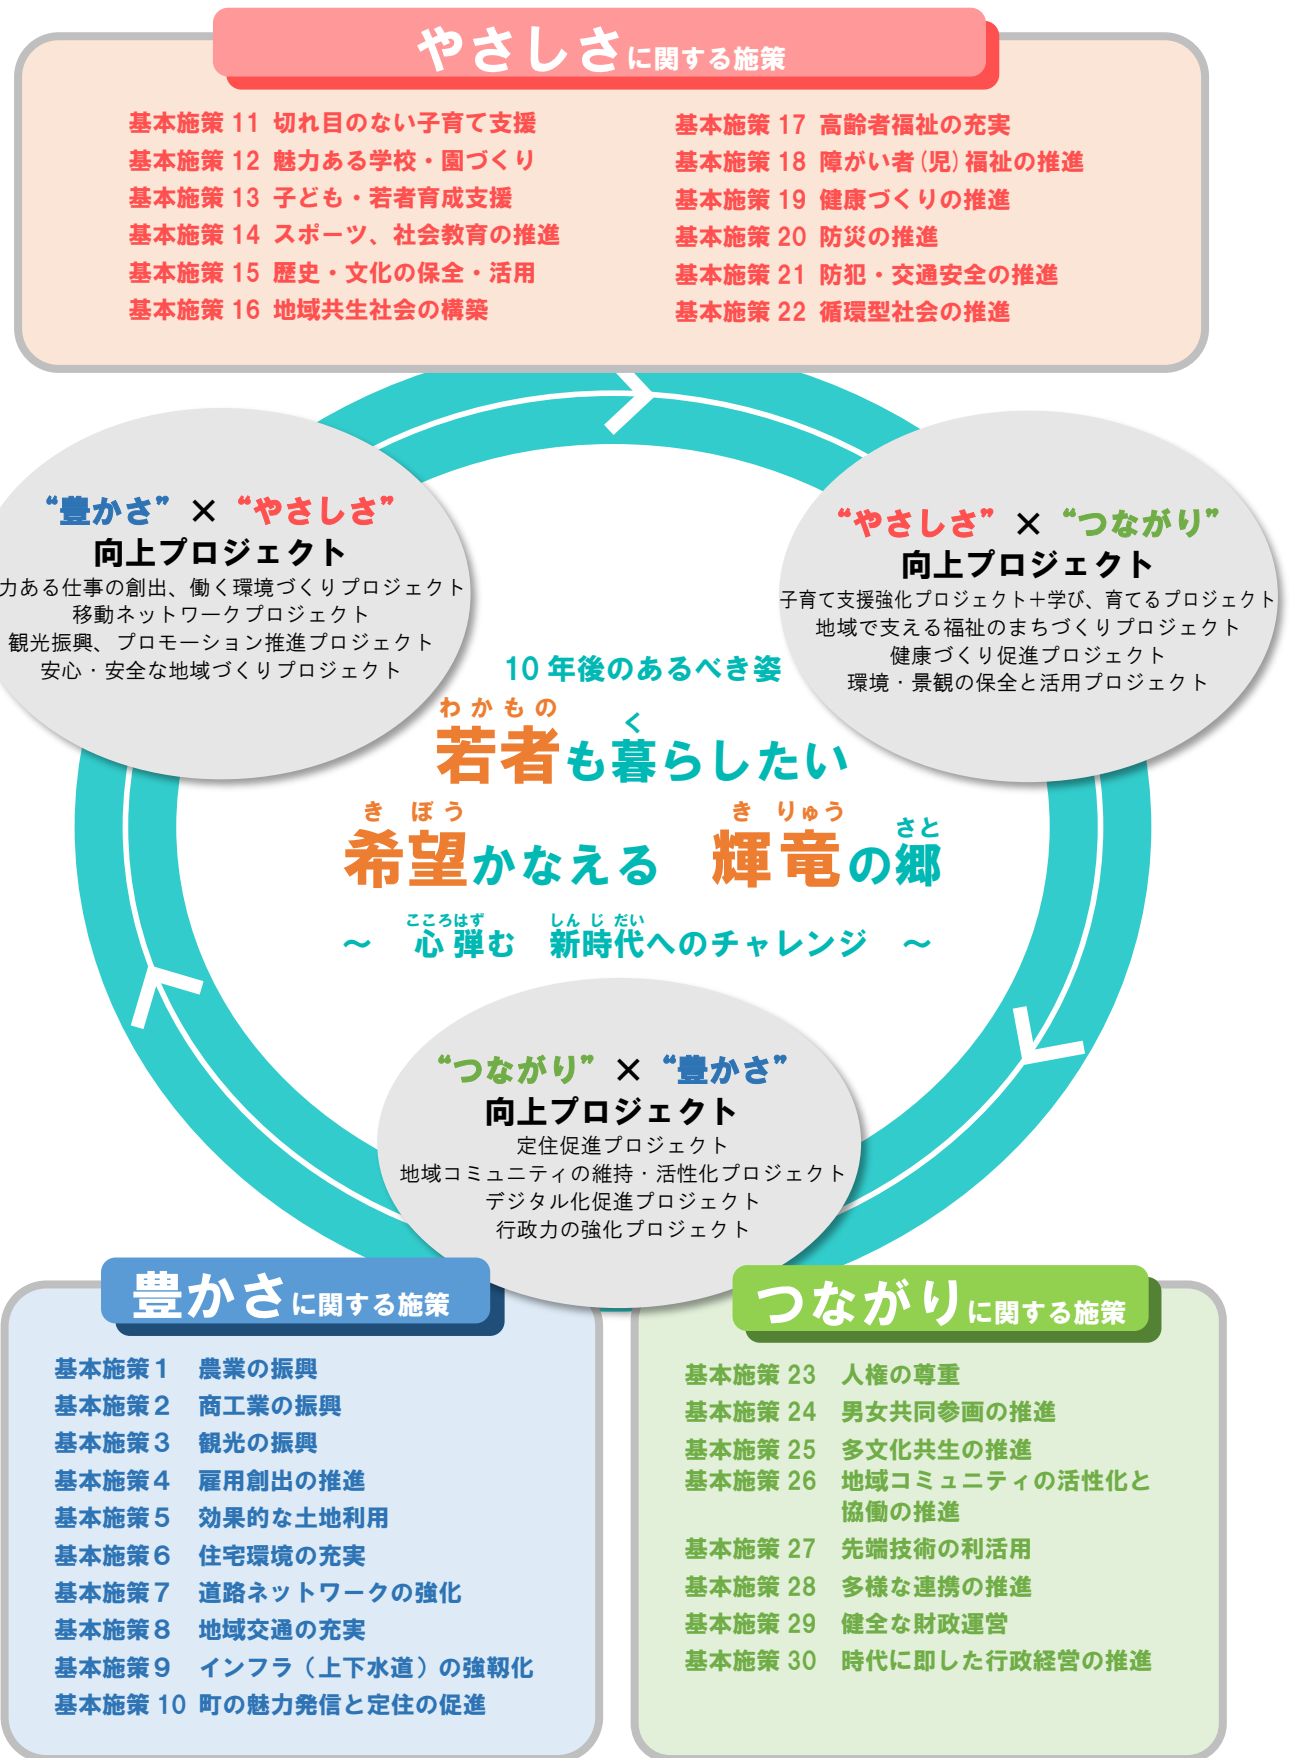 やさしさに関する施策
基本施策 11 切れ目のない子育て支援
基本施策 12 魅力ある学校・園づくり
基本施策 13 子ども・若者育成支援
基本施策 14 スポーツ、社会教育の推進
基本施策 15 歴史・文化の保全・活用
基本施策 16 地域共生社会の構築
基本施策 17 高齢者福祉の充実
基本施策 18 障がい者(児)福祉の推進
基本施策 19 健康づくりの推進
基本施策 20 防災の推進
基本施策 21 防犯・交通安全の推進
基本施策 22 循環型社会の推進
“豊かさ” × “やさしさ”
向上プロジェクト
力ある仕事の創出、働く環境づくりプロジェクト
移動ネットワークプロジェクト
観光振興、プロモーション推進プロジェクト
安心・安全な地域づくりプロジェクト
“やさしさ” × “つながり”
向上プロジェクト
子育て支援強化プロジェクト＋学び、育てるプロジェクト
地域で支える福祉のまちづくりプロジェクト
健康づくり促進プロジェクト
環境・景観の保全と活用プロジェクト
10 年後のあるべき姿
わかもの く
若者も暮らしたい
きぼう きりゅう さと
希望かなえる 輝竜の郷
こころはず しんじだい
～ 心弾む 新時代へのチャレンジ ～
“つながり” × “豊かさ”
向上プロジェクト
定住促進プロジェクト
地域コミュニティの維持・活性化プロジェクト
デジタル化促進プロジェクト
行政力の強化プロジェクト
豊かさに関する施策
基本施策１ 農業の振興
基本施策２ 商工業の振興
基本施策３ 観光の振興
基本施策４ 雇用創出の推進
基本施策５ 効果的な土地利用
基本施策６ 住宅環境の充実
基本施策７ 道路ネットワークの強化
基本施策８ 地域交通の充実
基本施策９ インフラ（上下水道）の強靱化
基本施策 10 町の魅力発信と定住の促進
つながりに関する施策
基本施策 23 人権の尊重
基本施策 24 男女共同参画の推進
基本施策 25 多文化共生の推進
基本施策 26 地域コミュニティの活性化と
協働の推進
基本施策 27 先端技術の利活用
基本施策 28 多様な連携の推進
基本施策 29 健全な財政運営
基本施策 30 時代に即した行政経営の推進